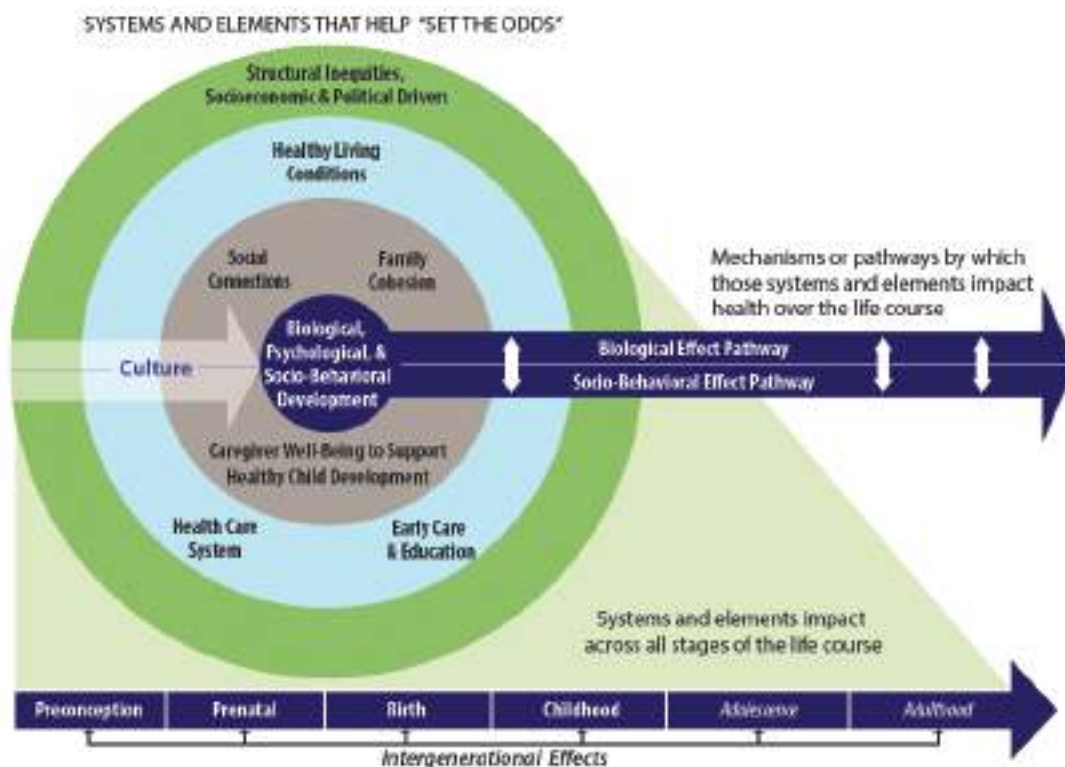 SYSTEMS AND ELEMENTS THAT HELP "SET THE ODDS"
Structural Inequities,
Socioeconomic & Political Drivers
Healthy Living
Conditions
Social
Connections
Family
Cohesion
Mechanisms or pathways by which
those systems and elements impact
health over the life course
Culture
Biological,
Psychological, &
Socio-Behavioral
Development
Biological Effect Pathway
Socio-Behavioral Effect Pathway
Caregiver Well-Being to Support
Healthy Child Development
Health Care
System
Early Care
& Education
Systems and elements impact
across all stages of the life course
Preconception
Prenatal
Birth
Childhood
Adolescence
Adulthood
Intergenerational Effects